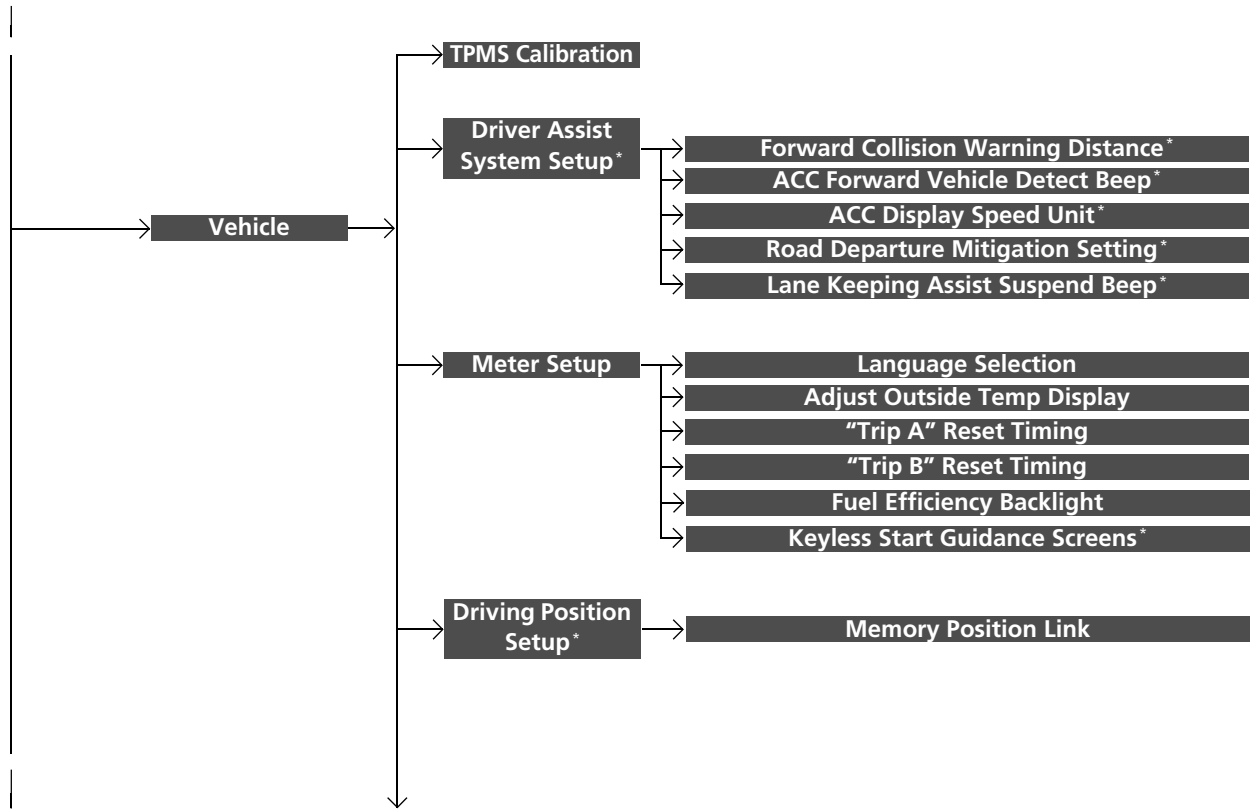 TPMS Calibration
Driver Assist
System Setup*
Forward Collision Warning Distance*
ACC Forward Vehicle Detect Beep*
ACC Display Speed Unit*
Road Departure Mitigation Setting*
Lane Keeping Assist Suspend Beep*
Vehicle
Meter Setup
Language Selection
Adjust Outside Temp Display
“Trip A” Reset Timing
“Trip B” Reset Timing
Fuel Efficiency Backlight
Keyless Start Guidance Screens*
Driving Position
Setup*
Memory Position Link